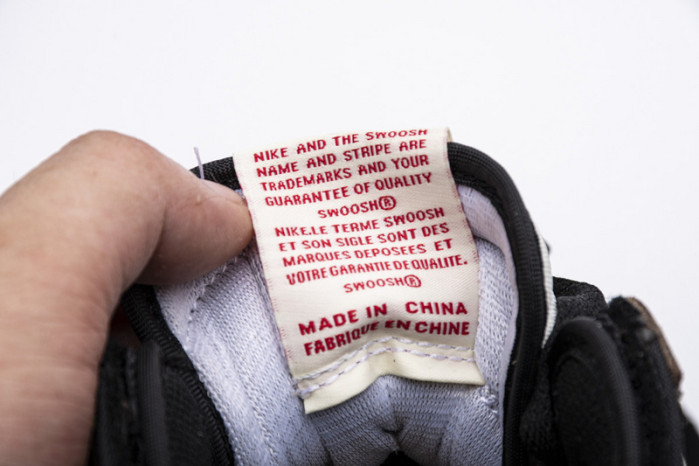 NIKE AND THE SWOOSH
NAME AND STRIPE ARE
TRADEMARKS AND YOUR
GUARANTEE OF QUALITY
SWOOSH®
NIKE.LE TERME SWOOSH
ET SON SIGLE SONT DES
MARQUES DEPOSEES ET
VOTRE GARANTIE DE QUALITE.
SWOOSH®
MADE IN CHINA
FABRIQUE EN CHINE